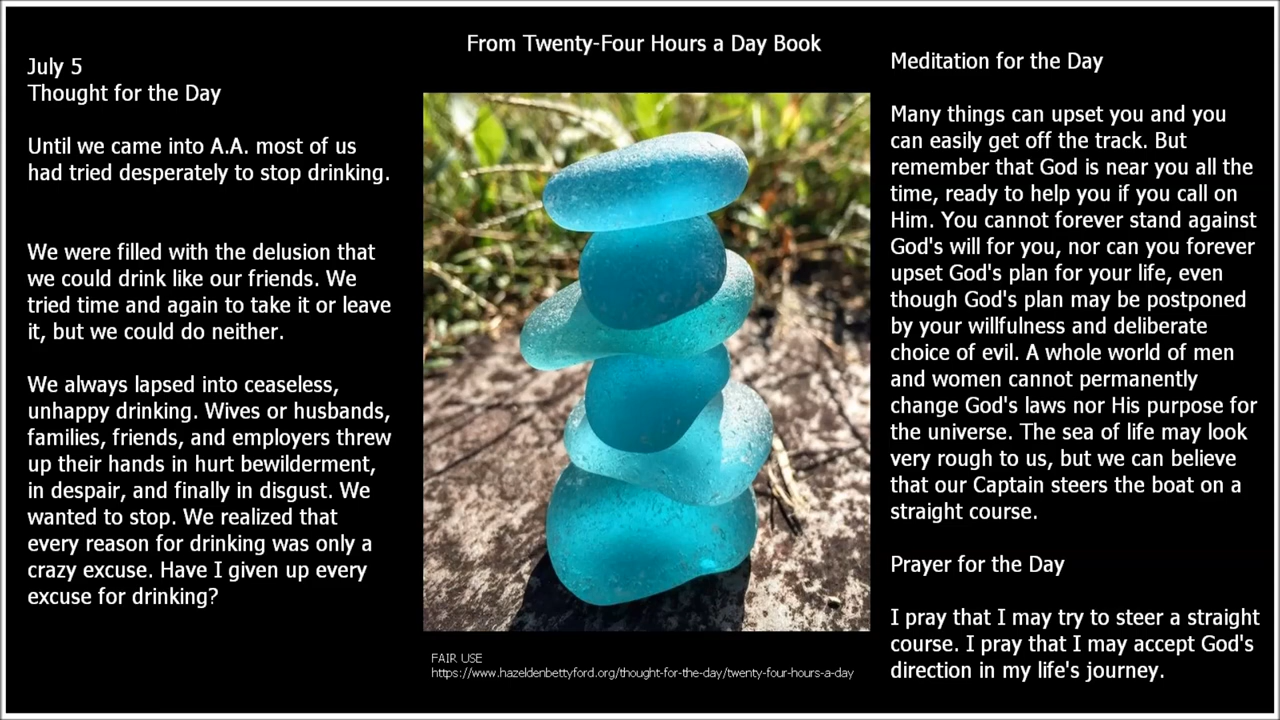 From Twenty-Four Hours a Day Book
July 5
Thought for the Day
Until we came into A.A. most of us
had tried desperately to stop drinking.
We were filled with the delusion that
we could drink like our friends. We
tried time and again to take it or leave
it, but we could do neither.
We always lapsed into ceaseless,
unhappy drinking. Wives or husbands,
families, friends, and employers threw
up their hands in hurt bewilderment,
in despair, and finally in disgust. We
wanted to stop. We realized that
every reason for drinking was only a
crazy excuse. Have I given up every
excuse for drinking?
FAIR USE
https://www.hazeldenbettyford.org/thought-for-the-day/twenty-four-hours-a-day
Meditation for the Day
Many things can upset you and you
can easily get off the track. But
remember that God is near you all the
time, ready to help you if you call on
Him. You cannot forever stand against
God's will for you, nor can you forever
upset God's plan for your life, even
though God's plan may be postponed
by your willfulness and deliberate
choice of evil. A whole world of men
and women cannot permanently
change God's laws nor His purpose for
the universe. The sea of life may look
very rough to us, but we can believe
that our Captain steers the boat on a
straight course.
Prayer for the Day
I pray that I may try to steer a straight
course. I pray that I may accept God's
direction in my life's journey.